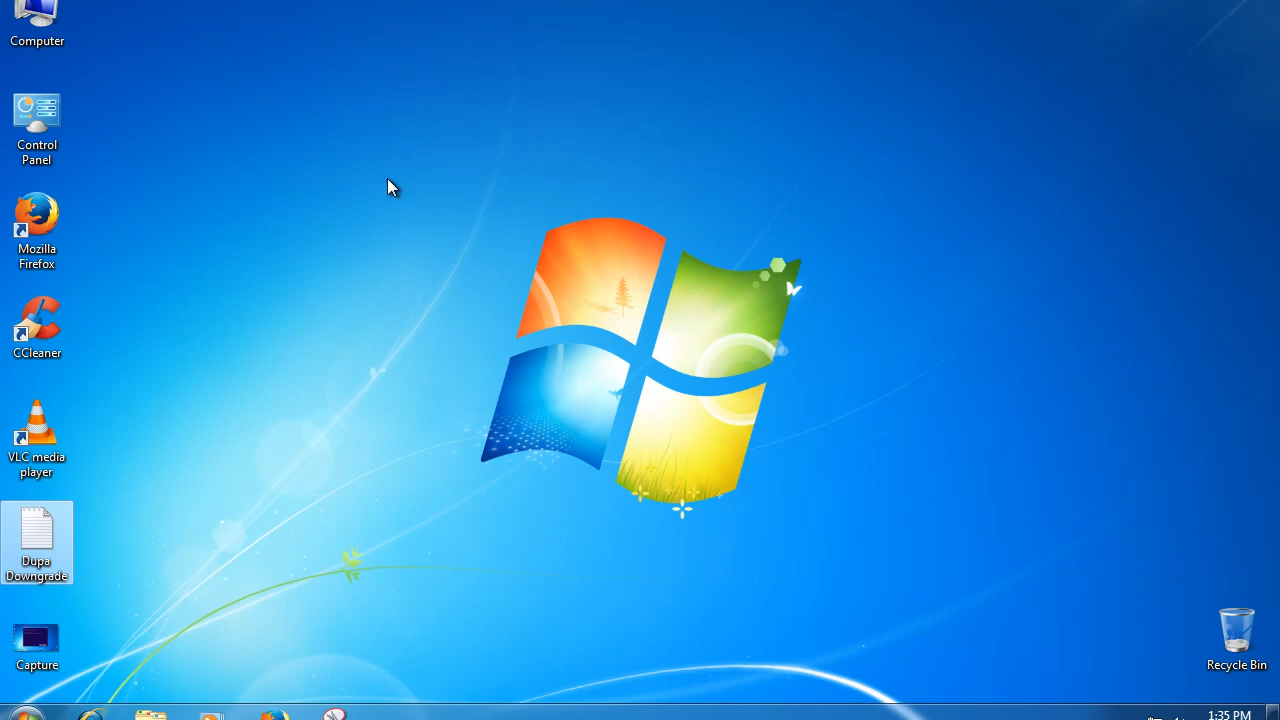 Computer
Control
Panel
Mozilla
Firefox
CCleaner
VLC media
player
Dupa
Downgrade
Capture
Recycle Bin
1:35 PM